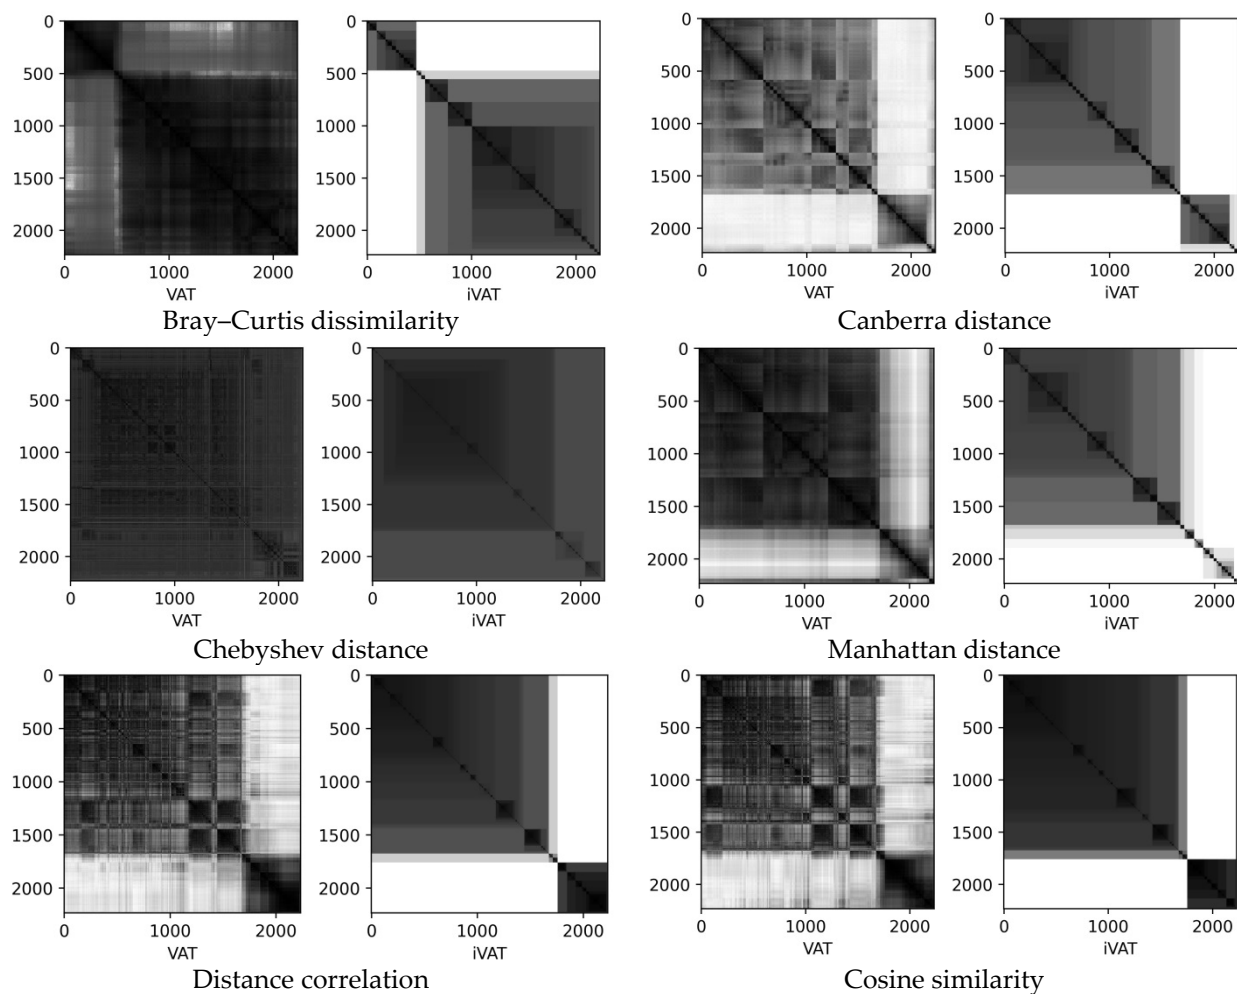 0
500
1000
1500
2000
0 1000 2000
VAT
0
500
1000
1500
2000
0 1000 2000
iVAT
Bray–Curtis dissimilarity
0
500
1000
1500
2000
0 1000 2000
VAT
0
500
1000
1500
2000
0 1000 2000
iVAT
Canberra distance
0
500
1000
1500
2000
0 1000 2000
VAT
0
500
1000
1500
2000
0 1000 2000
iVAT
Chebyshev distance
0
500
1000
1500
2000
0 1000 2000
VAT
0
500
1000
1500
2000
0 1000 2000
iVAT
Manhattan distance
0
500
1000
1500
2000
0 1000 2000
VAT
0
500
1000
1500
2000
0 1000 2000
iVAT
Distance correlation
0
500
1000
1500
2000
0 1000 2000
VAT
0
500
1000
1500
2000
0 1000 2000
iVAT
Cosine similarity